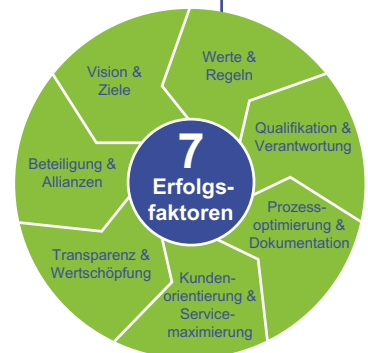 7
Erfolgs-
faktoren
Vision &
Ziele
Werte &
Regeln
Qualifikation &
Verantwortung
Prozess-
optimierung &
Dokumentation
Kunden-
orientierung &
Service-
maximierung
Transparenz &
Wertschöpfung
Beteiligung &
Allianzen